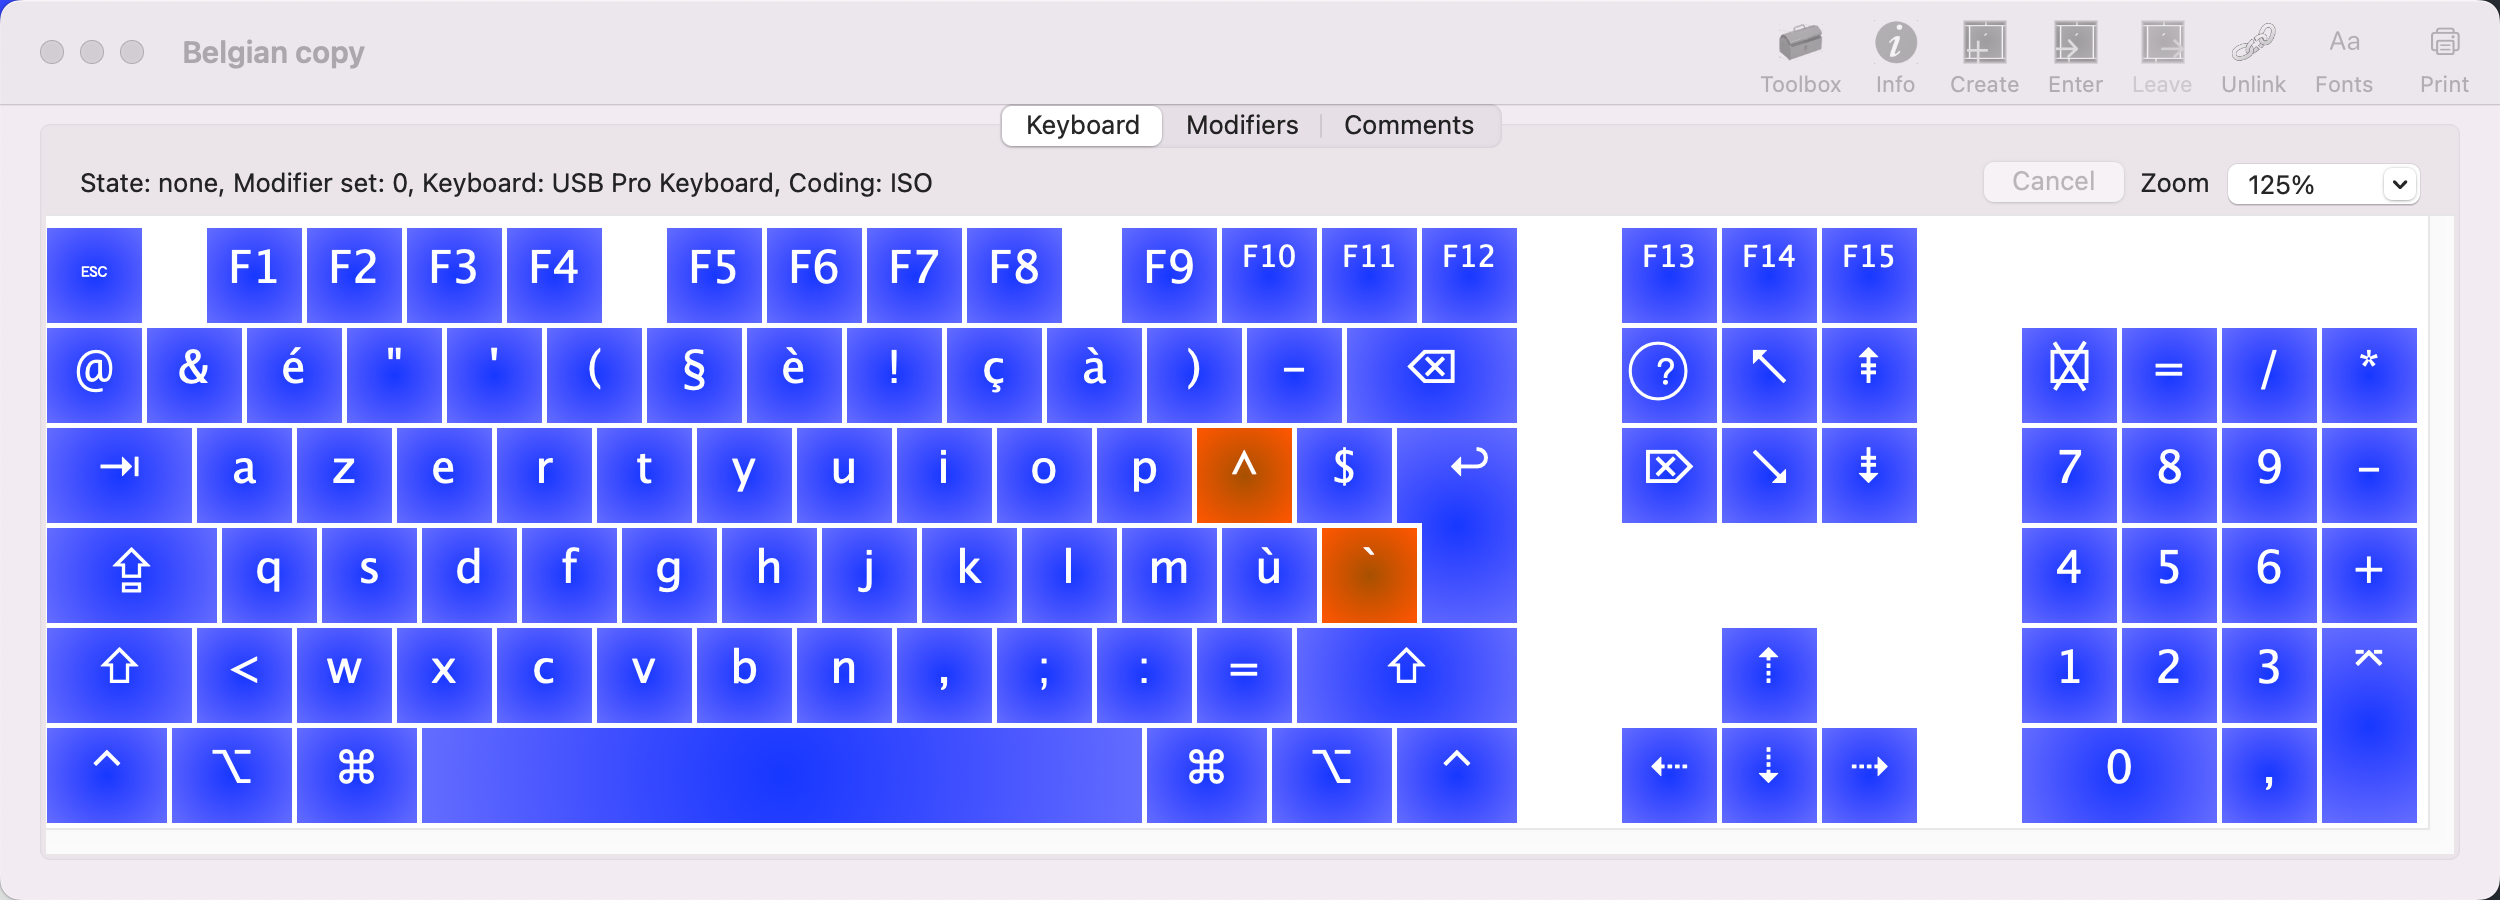 Belgian copy
Toolbox Info Create Enter Leave Unlink Fonts Print
Keyboard Modifiers Comments
State: none, Modifier set: 0, Keyboard: USB Pro Keyboard, Coding: ISO
Cancel Zoom 125%
ESC F1 F2 F3 F4 F5 F6 F7 F8 F9 F10 F11 F12 F13 F14 F15
@ & é " ' ( § è ! ç à ) - ⌫ ? ↖ ⇞ = / *
⇥ a z e r t y u i o p ^ $ ↩ ⌦ ↘ ⇟ 7 8 9 -
⇪ q s d f g h j k l m ù ` 4 5 6 +
⇧ < w x c v b n , ; : = ⇧ ⇡ 1 2 3 ⌤
⌃ ⌥ ⌘ ⌘ ⌥ ⌃ ⇠ ⇣ ⇢ 0 ,